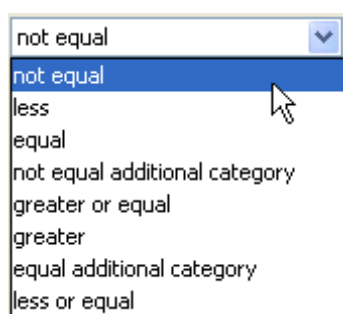 not equal
not equal
less
equal
not equal additional category
greater or equal
greater
equal additional category
less or equal